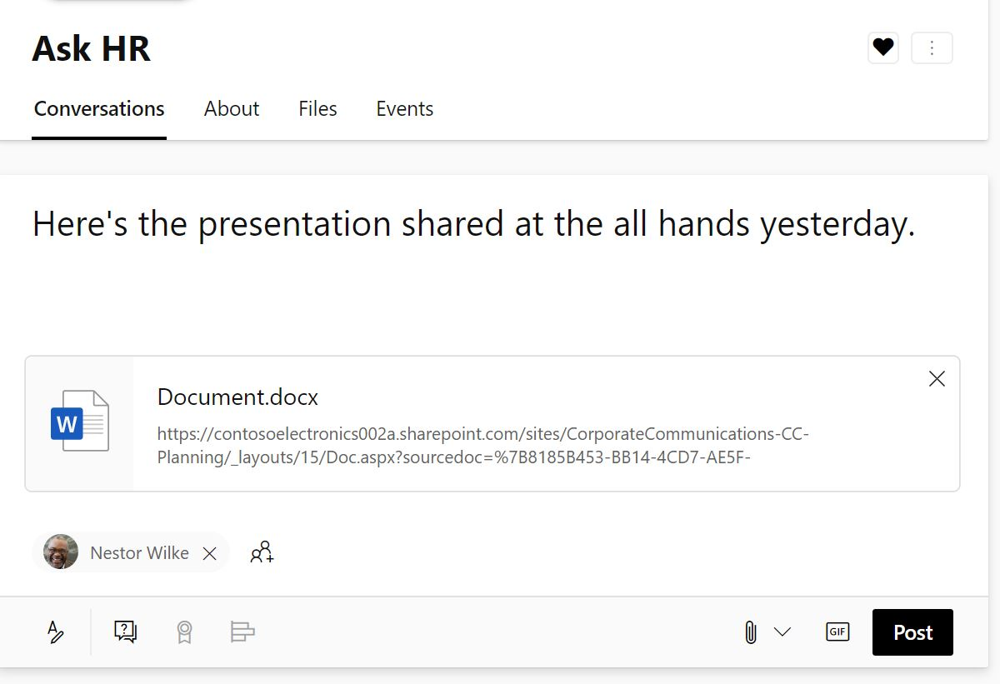 Ask HR
Conversations About Files Events
Here's the presentation shared at the all hands yesterday.
W
Document.docx
https://contosoelectronics002a.sharepoint.com/sites/CorporateCommunications-CC-
Planning/_layouts/15/Doc.aspx?sourcedoc=%7B8185B453-BB14-4CD7-AE5F-
Nestor Wilke
A ? GIF Post